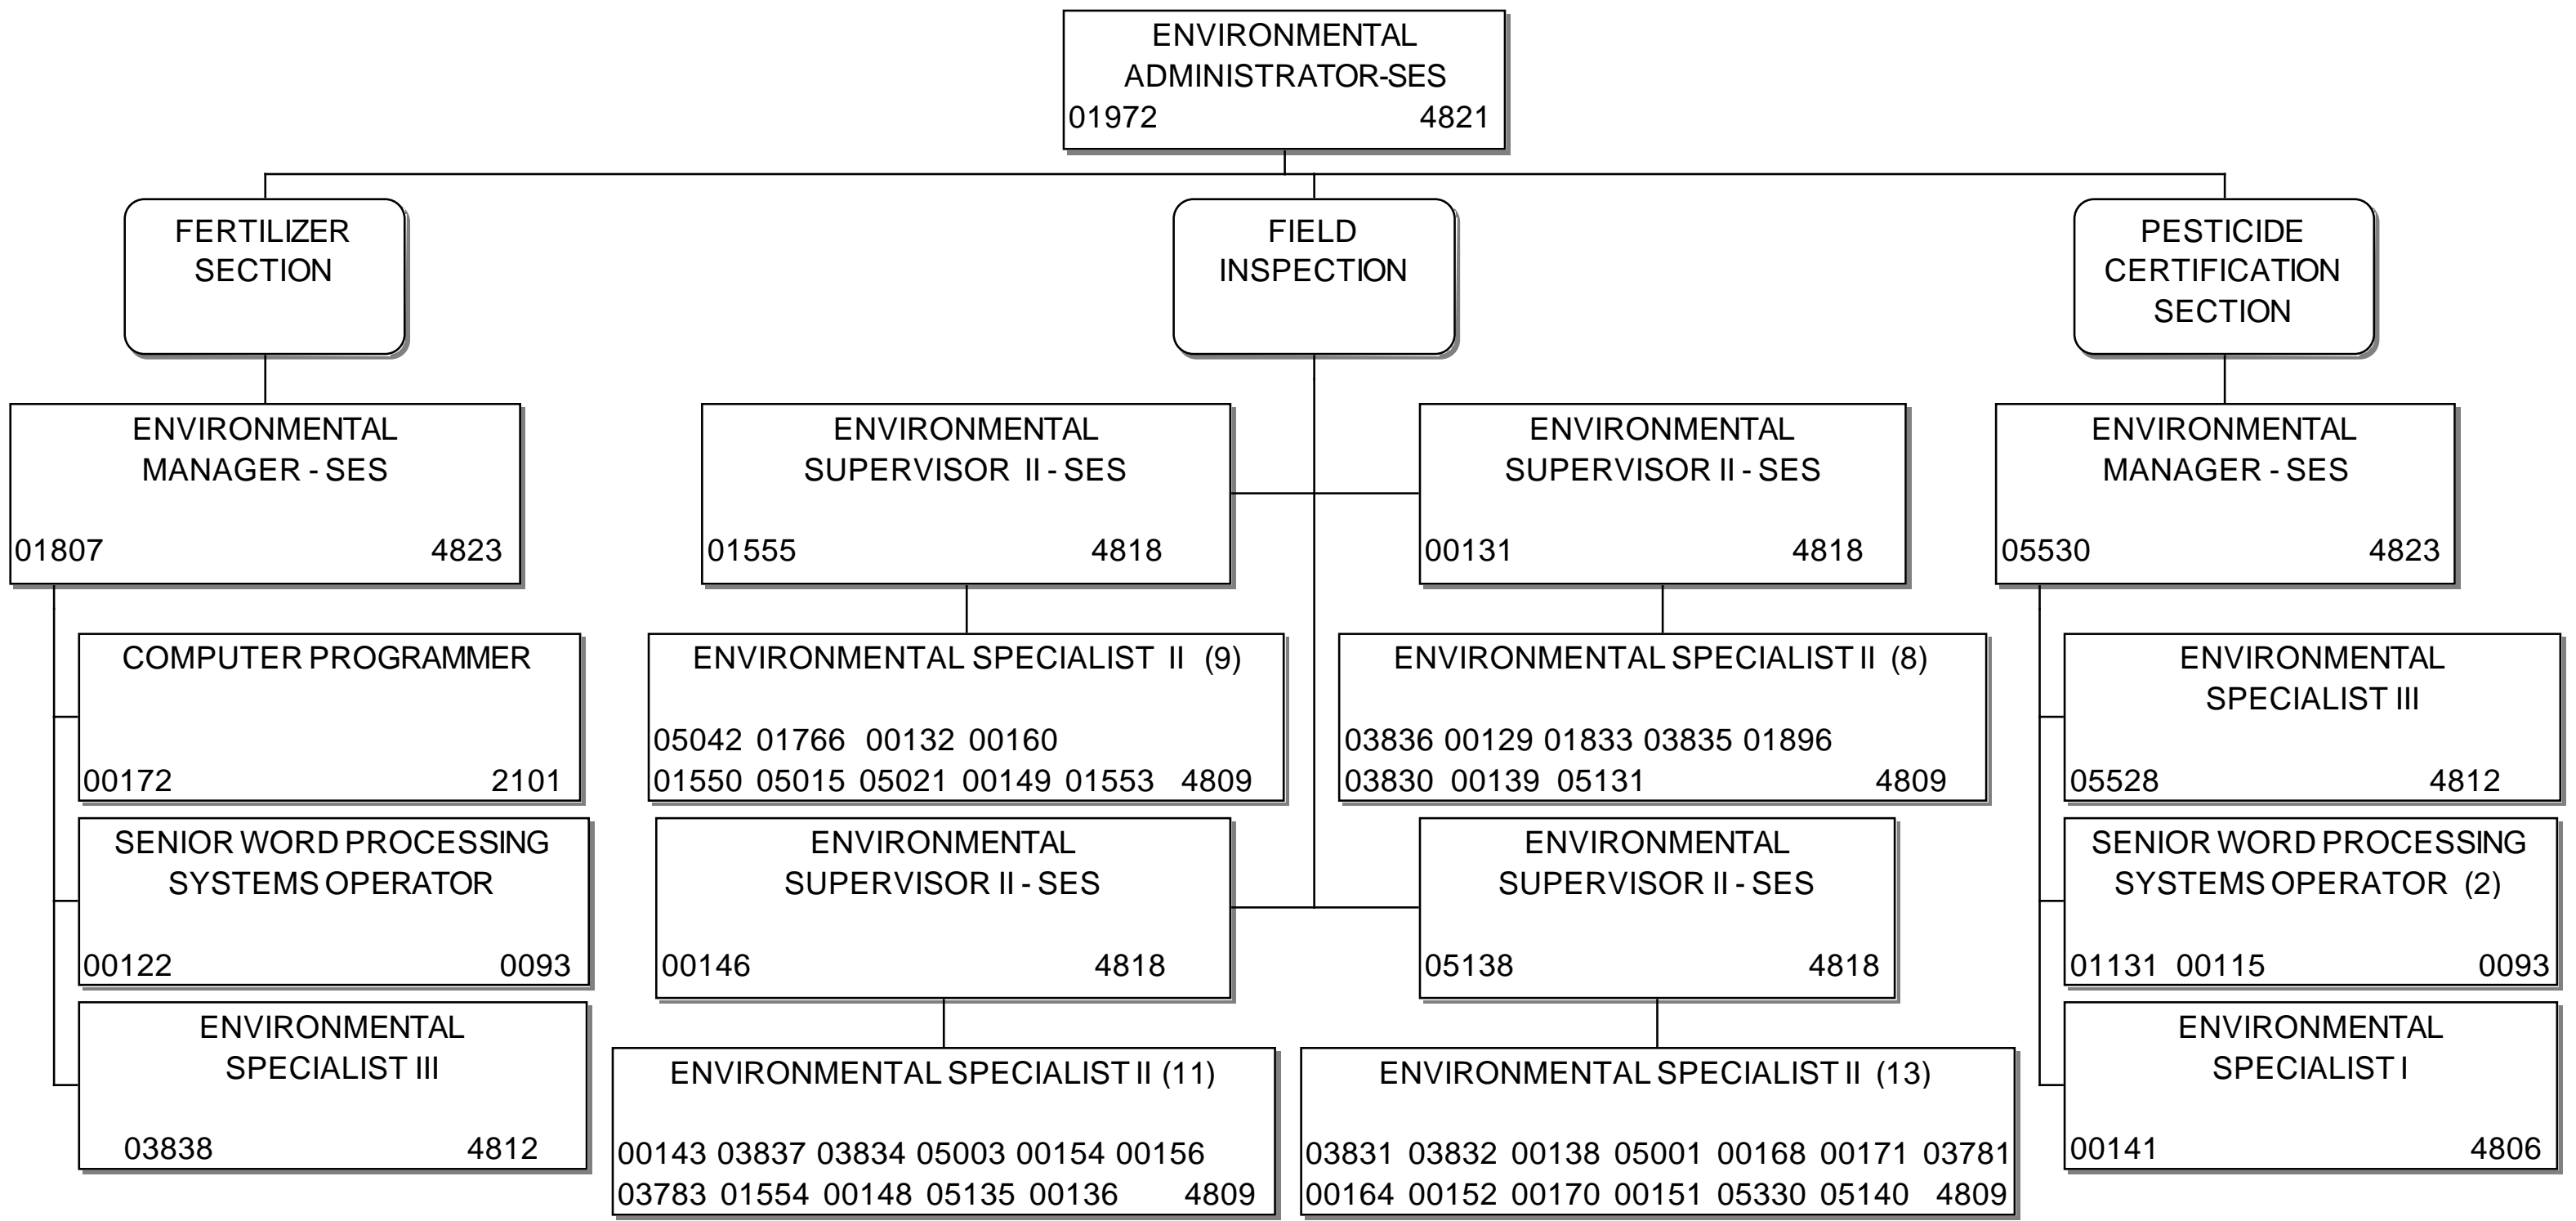 ENVIRONMENTAL
ADMINISTRATOR-SES
01972 4821
FERTILIZER
SECTION
FIELD
INSPECTION
PESTICIDE
CERTIFICATION
SECTION
ENVIRONMENTAL
MANAGER - SES
01807 4823
ENVIRONMENTAL
SUPERVISOR II - SES
01555 4818
ENVIRONMENTAL
SUPERVISOR II - SES
00131 4818
ENVIRONMENTAL
MANAGER - SES
05530 4823
COMPUTER PROGRAMMER
00172 2101
ENVIRONMENTAL SPECIALIST II (9)
05042 01766 00132 00160
01550 05015 05021 00149 01553 4809
ENVIRONMENTAL SPECIALIST II (8)
03836 00129 01833 03835 01896
03830 00139 05131 4809
ENVIRONMENTAL
SPECIALIST III
05528 4812
SENIOR WORD PROCESSING
SYSTEMS OPERATOR
00122 0093
ENVIRONMENTAL
SUPERVISOR II - SES
00146 4818
ENVIRONMENTAL
SUPERVISOR II - SES
05138 4818
SENIOR WORD PROCESSING
SYSTEMS OPERATOR (2)
01131 00115 0093
ENVIRONMENTAL
SPECIALIST III
03838 4812
ENVIRONMENTAL SPECIALIST II (11)
00143 03837 03834 05003 00154 00156
03783 01554 00148 05135 00136 4809
ENVIRONMENTAL SPECIALIST II (13)
03831 03832 00138 05001 00168 00171 03781
00164 00152 00170 00151 05330 05140 4809
ENVIRONMENTAL
SPECIALIST I
00141 4806